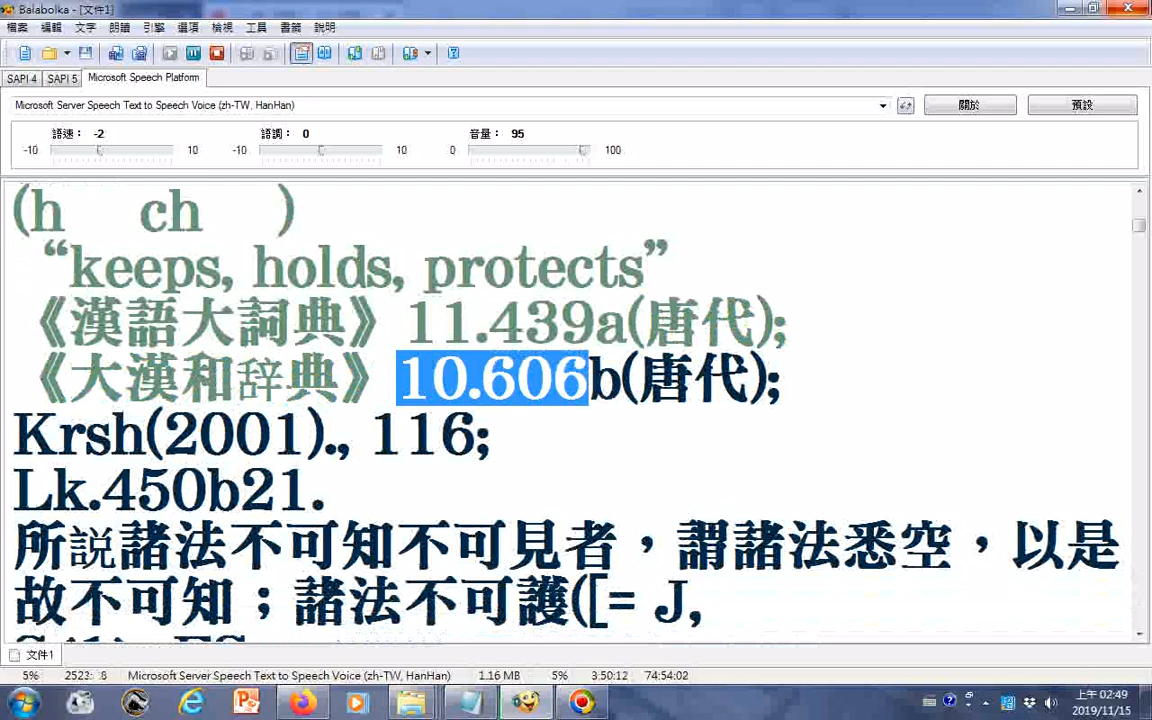 Balabolka - [文件1]
檔案 編輯 文字 朗讀 引擎 選項 檢視 工具 書籤 說明
SAPI 4 SAPI 5 Microsoft Speech Platform
Microsoft Server Speech Text to Speech Voice (zh-TW, HanHan) 關於 預設
語速： -2 語調： 0 音量： 95
-10 10 -10 10 0 100
(h ch )
“keeps, holds, protects”
《漢語大詞典》 11.439a(唐代);
《大漢和辞典》 10.606b(唐代);
Krsh(2001)., 116;
Lk.450b21.
所説諸法不可知不可見者，謂諸法悉空，以是
故不可知；諸法不可護([= J,
文件1
5% 2523: 8 Microsoft Server Speech Text to Speech Voice (zh-TW, HanHan) 1.16 MB 5% 3:50:12 74:54:02
上午 02:49
2019/11/15